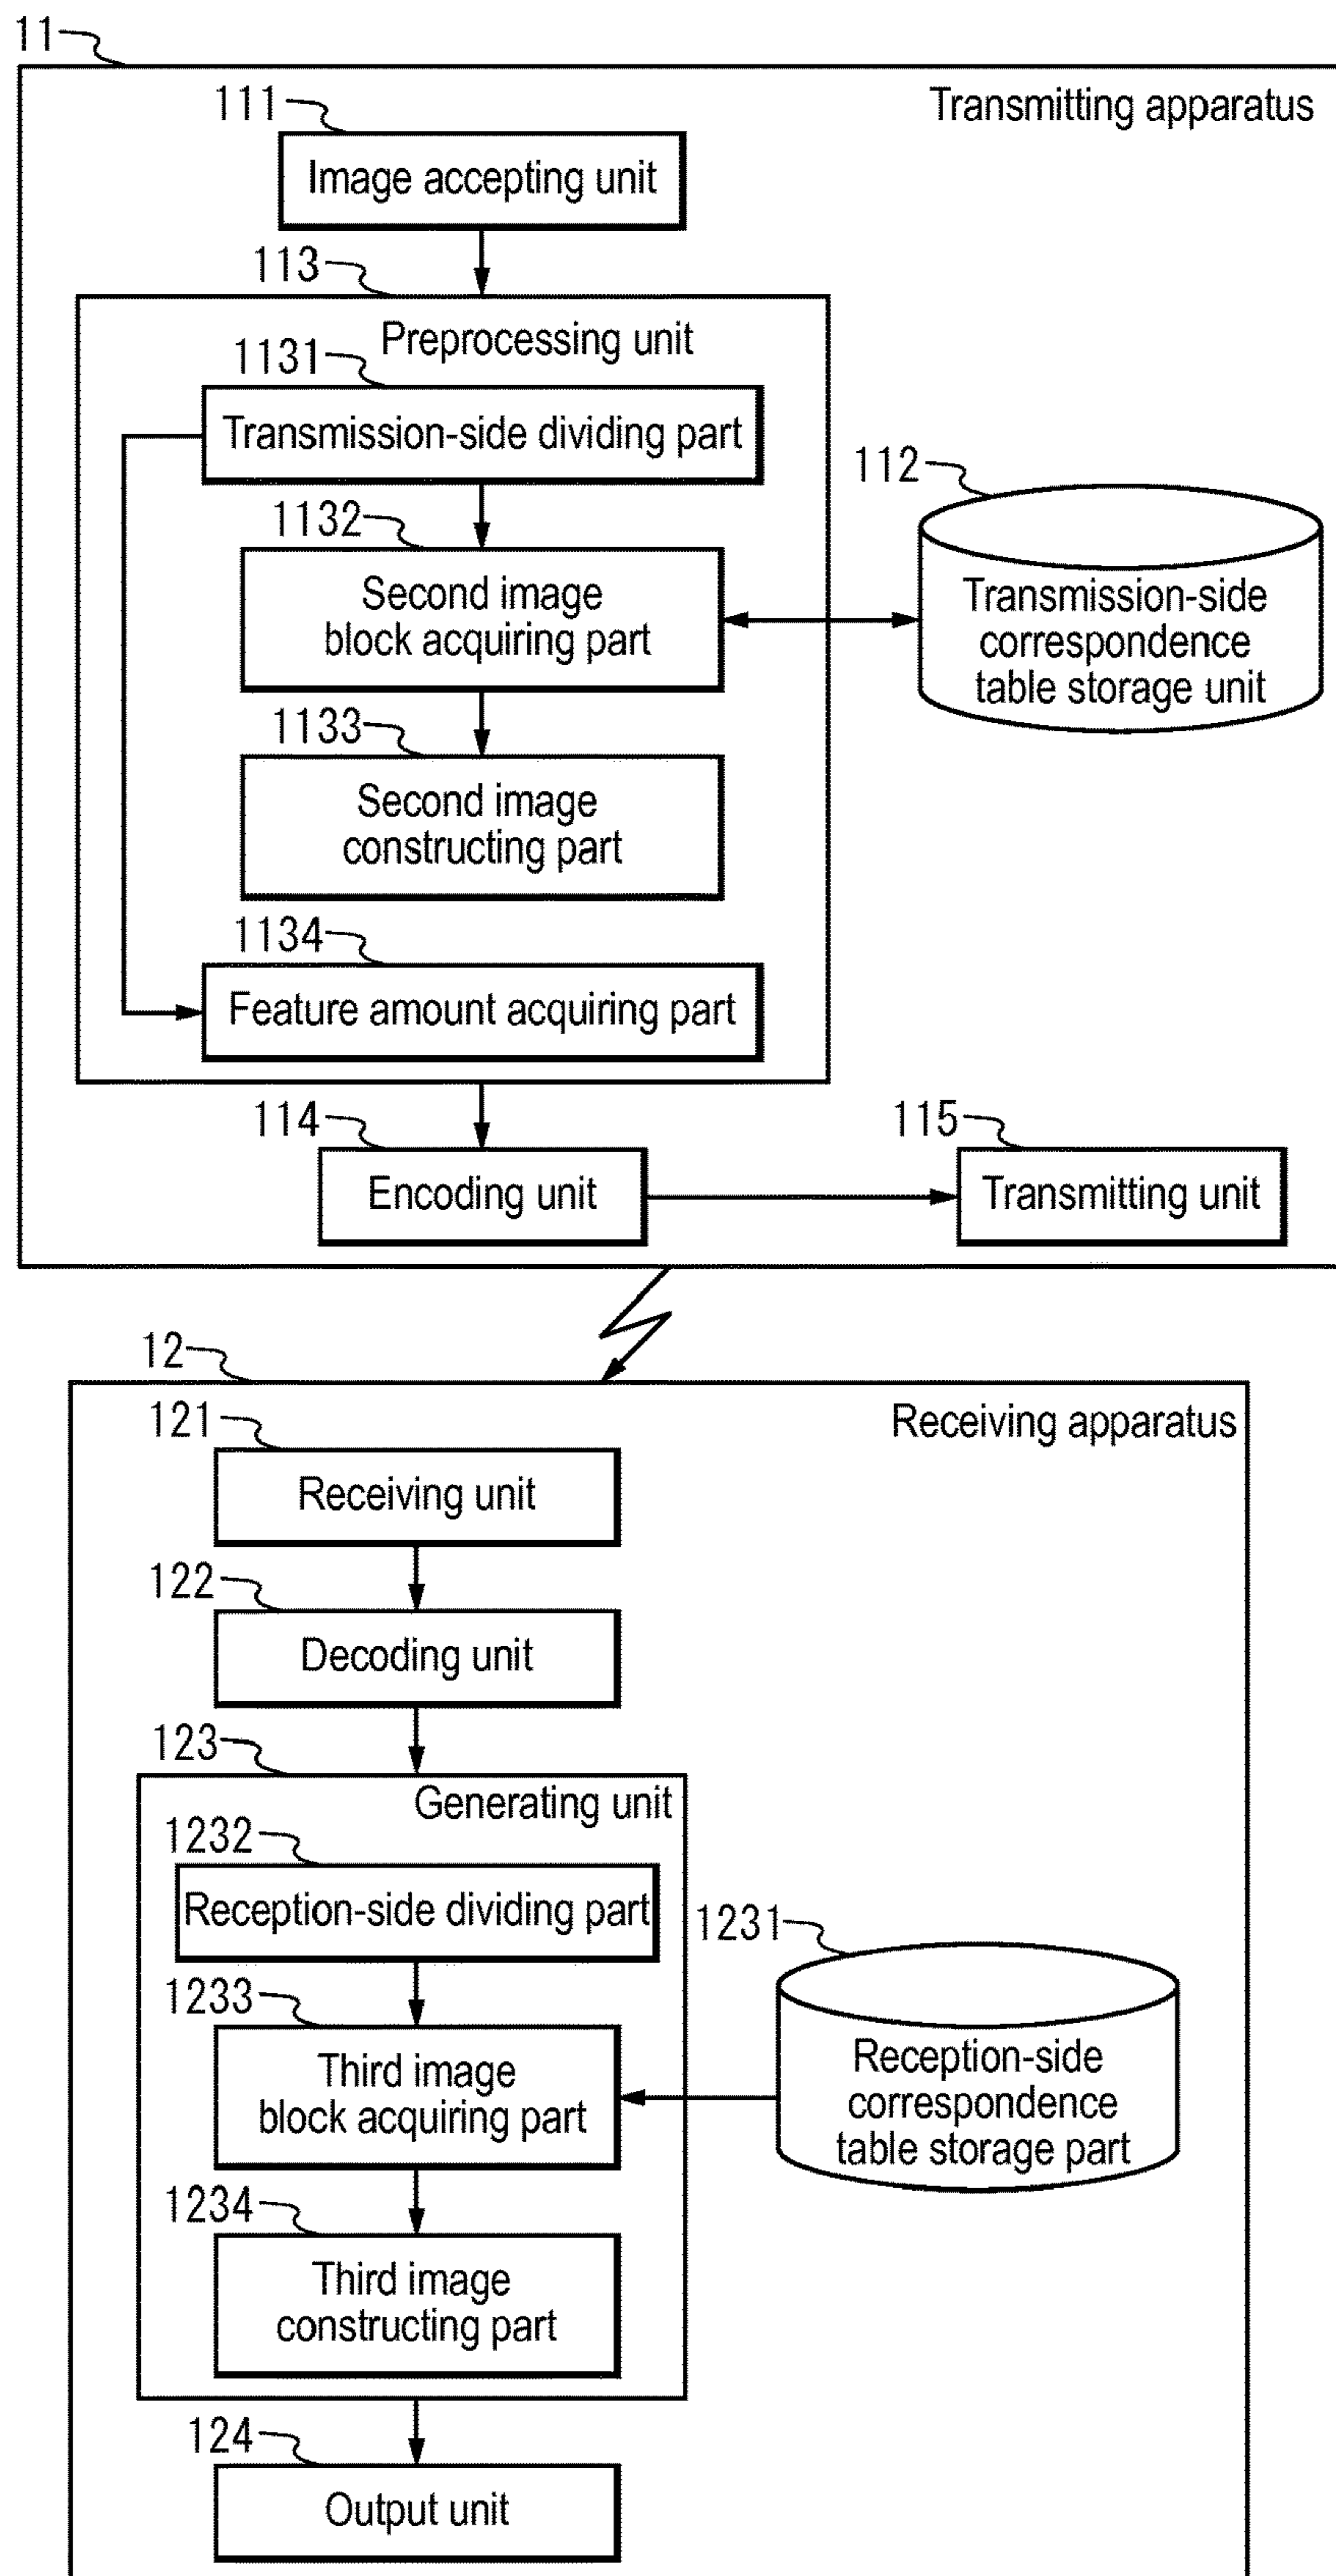 11
Transmitting apparatus
111
Image accepting unit
113
Preprocessing unit
1131
Transmission-side dividing part
112
1132
Second image
block acquiring part
Transmission-side
correspondence
table storage unit
1133
Second image
constructing part
1134
Feature amount acquiring part
114
115
Encoding unit
Transmitting unit
12
Receiving apparatus
121
Receiving unit
122
Decoding unit
123
Generating unit
1232
Reception-side dividing part
1231
1233
Third image
block acquiring part
Reception-side
correspondence
table storage part
1234
Third image
constructing part
124
Output unit